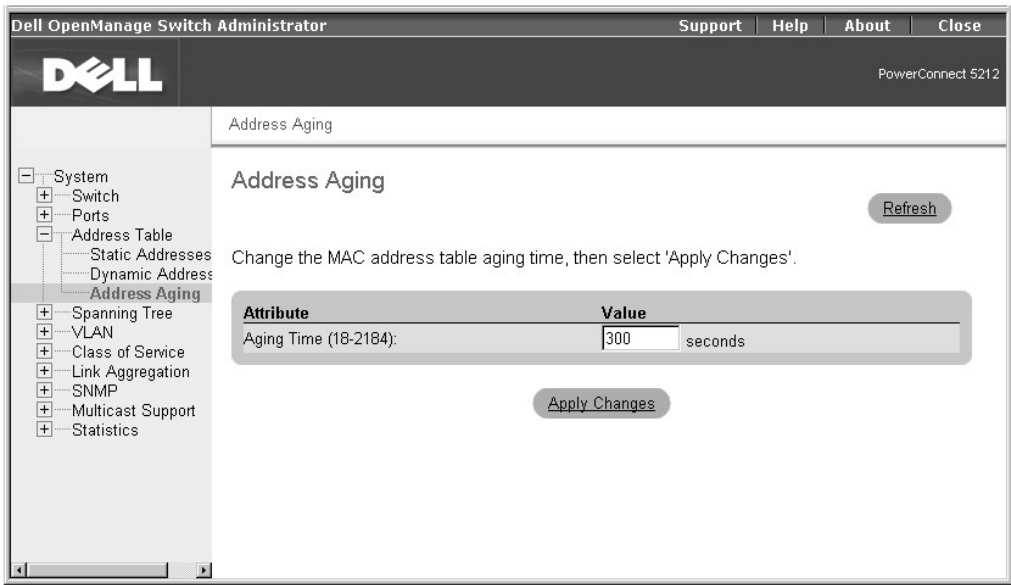 Dell OpenManage Switch Administrator
Support
Help
About
Close
DELL
PowerConnect 5212
Address Aging
System
Switch
Ports
Address Table
Static Addresses
Dynamic Address
Address Aging
Spanning Tree
VLAN
Class of Service
Link Aggregation
SNMP
Multicast Support
Statistics
Address Aging
Refresh
Change the MAC address table aging time, then select 'Apply Changes'.
Attribute Value
Aging Time (18-2184): 300 seconds
Apply Changes